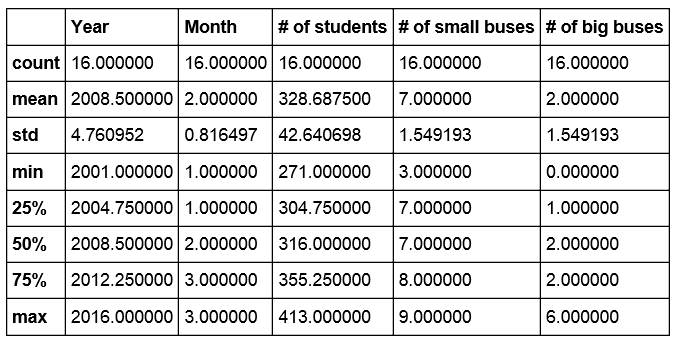 Year Month # of students # of small buses # of big buses
count 16.000000 16.000000 16.000000 16.000000 16.000000
mean 2008.500000 2.000000 328.687500 7.000000 2.000000
std 4.760952 0.816497 42.640698 1.549193 1.549193
min 2001.000000 1.000000 271.000000 3.000000 0.000000
25% 2004.750000 1.000000 304.750000 7.000000 1.000000
50% 2008.500000 2.000000 316.000000 7.000000 2.000000
75% 2012.250000 3.000000 355.250000 8.000000 2.000000
max 2016.000000 3.000000 413.000000 9.000000 6.000000